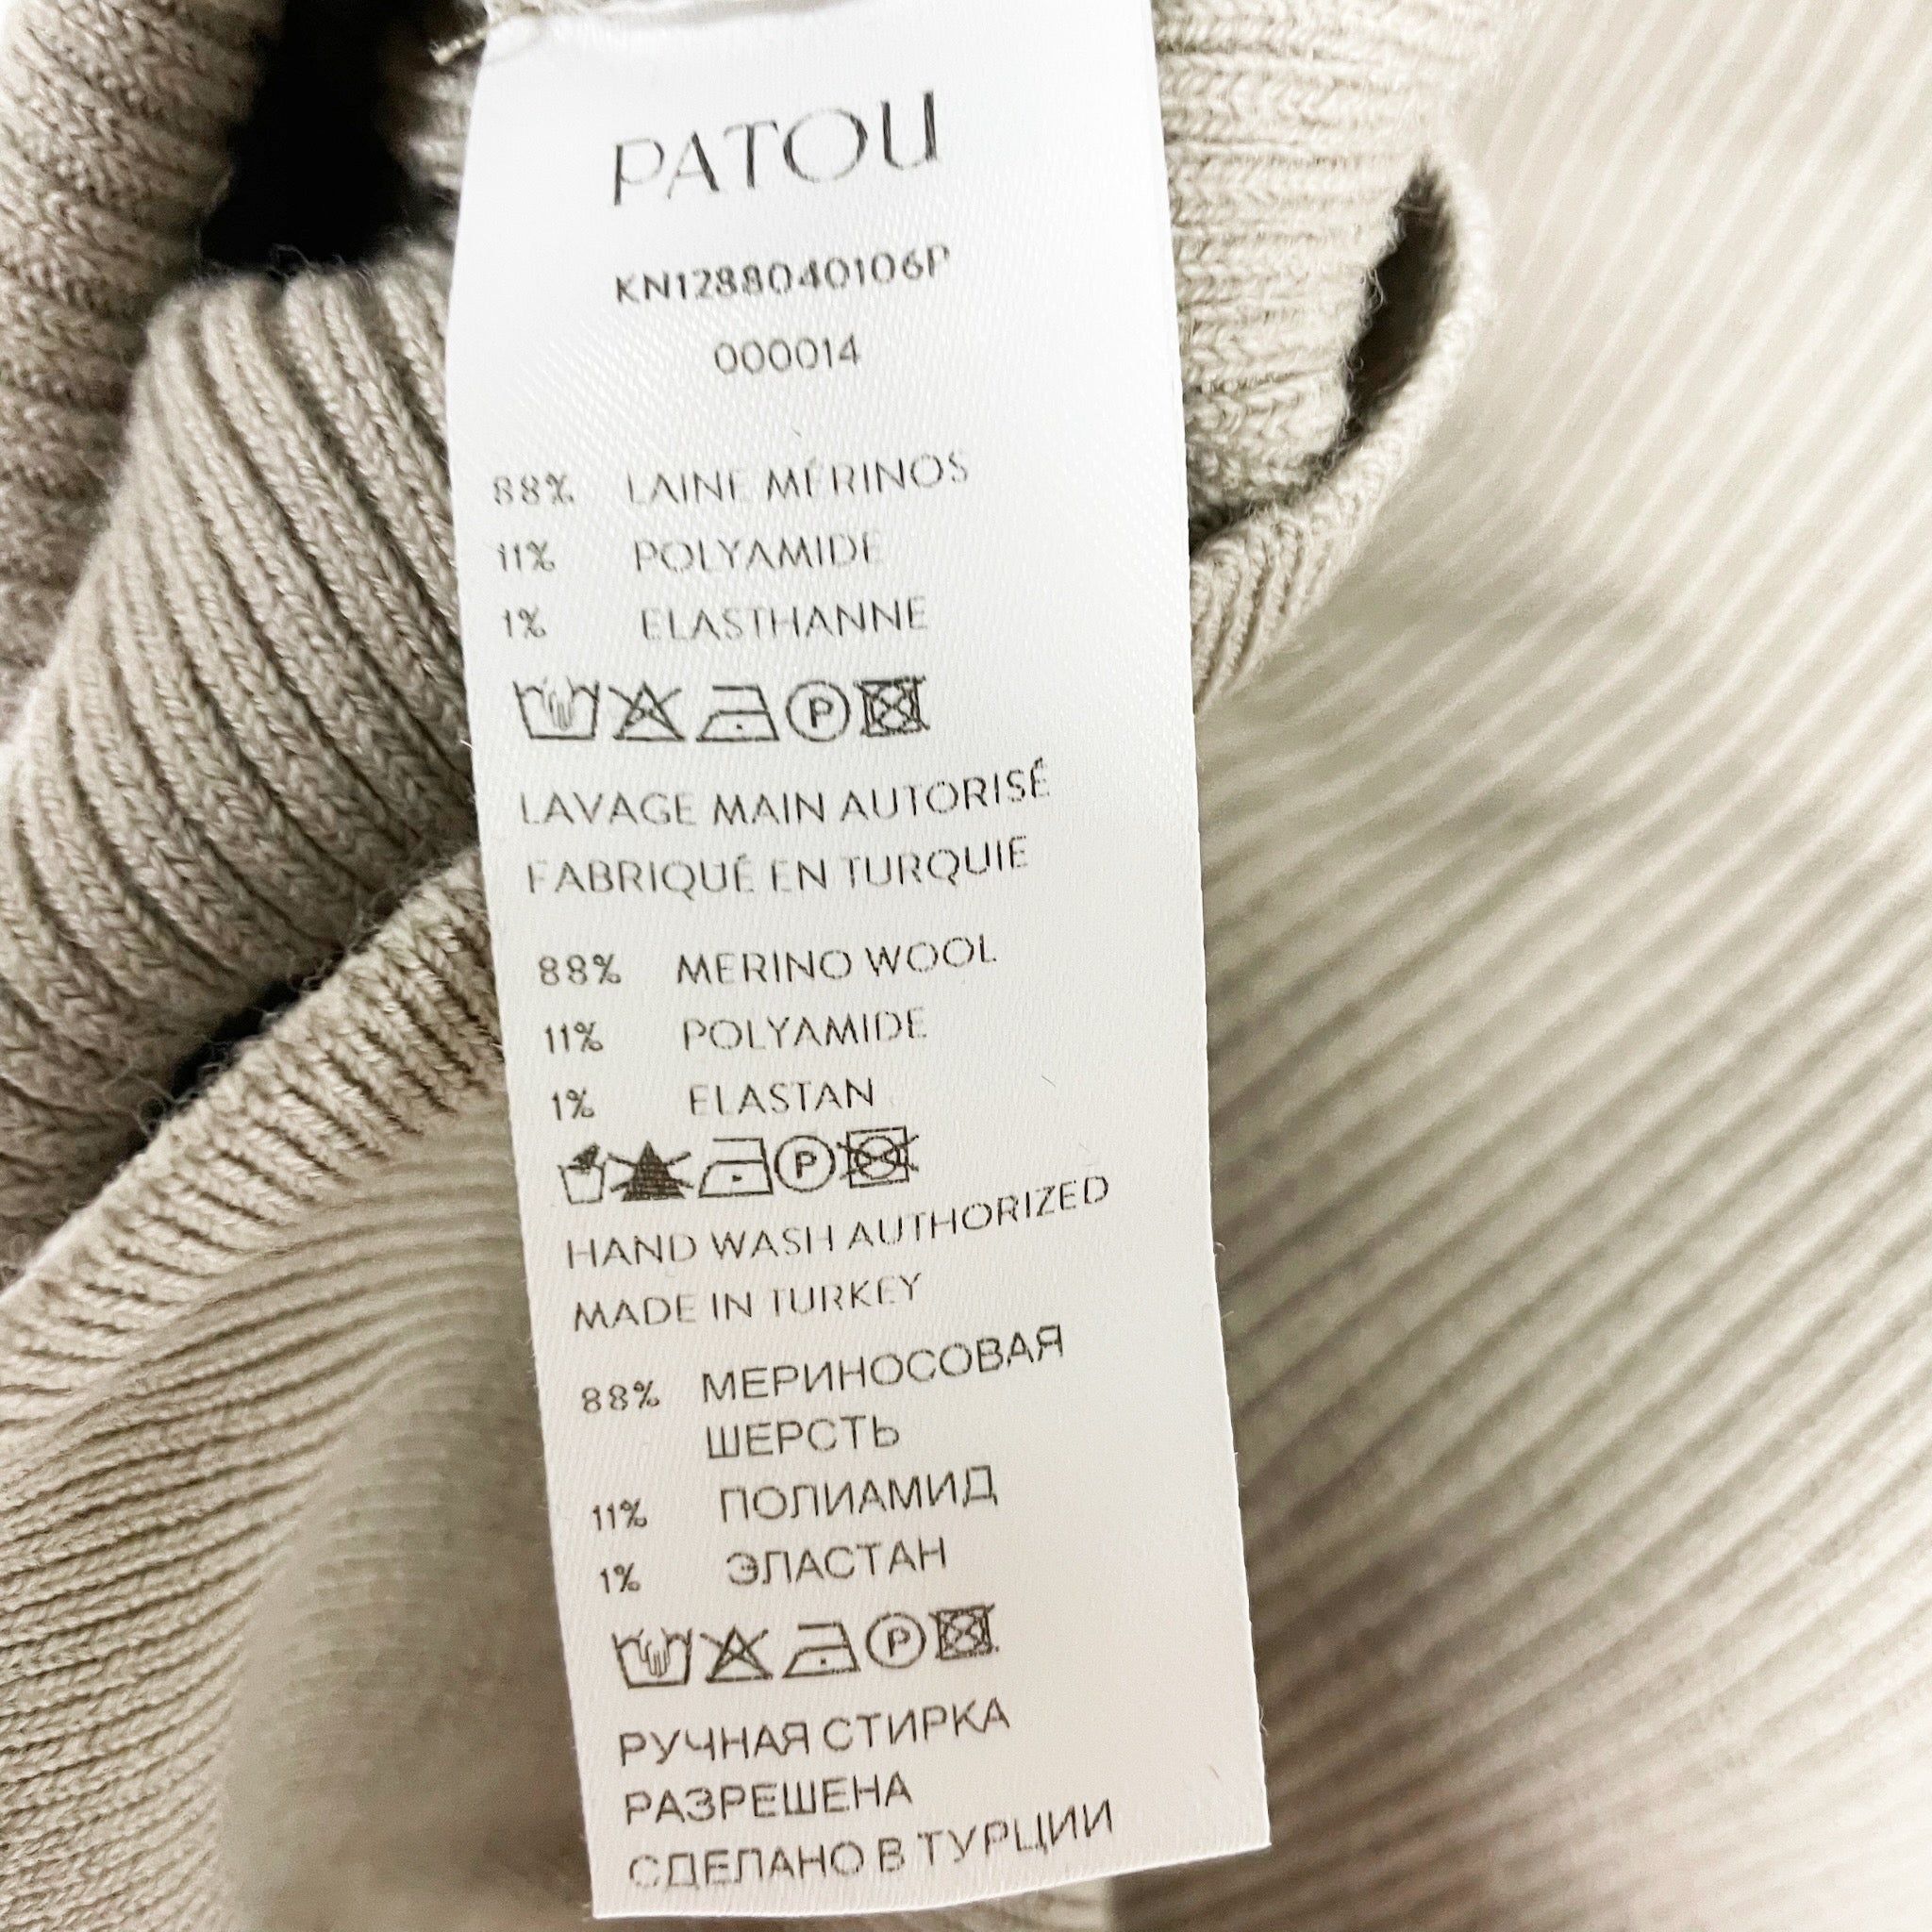 PATOU
KN1288040106P
000014
88% LAINE MÉRINOS
11% POLYAMIDE
1% ELASTHANNE
P
LAVAGE MAIN AUTORISÉ
FABRIQUÉ EN TURQUIE
88% MERINO WOOL
11% POLYAMIDE
1% ELASTAN
P
HAND WASH AUTHORIZED
MADE IN TURKEY
88% МЕРИНОСОВАЯ
ШЕРСТЬ
11% ПОЛИАМИД
1% ЭЛАСТАН
P
РУЧНАЯ СТИРКА
РАЗРЕШЕНА
СДЕЛАНО В ТУРЦИИ